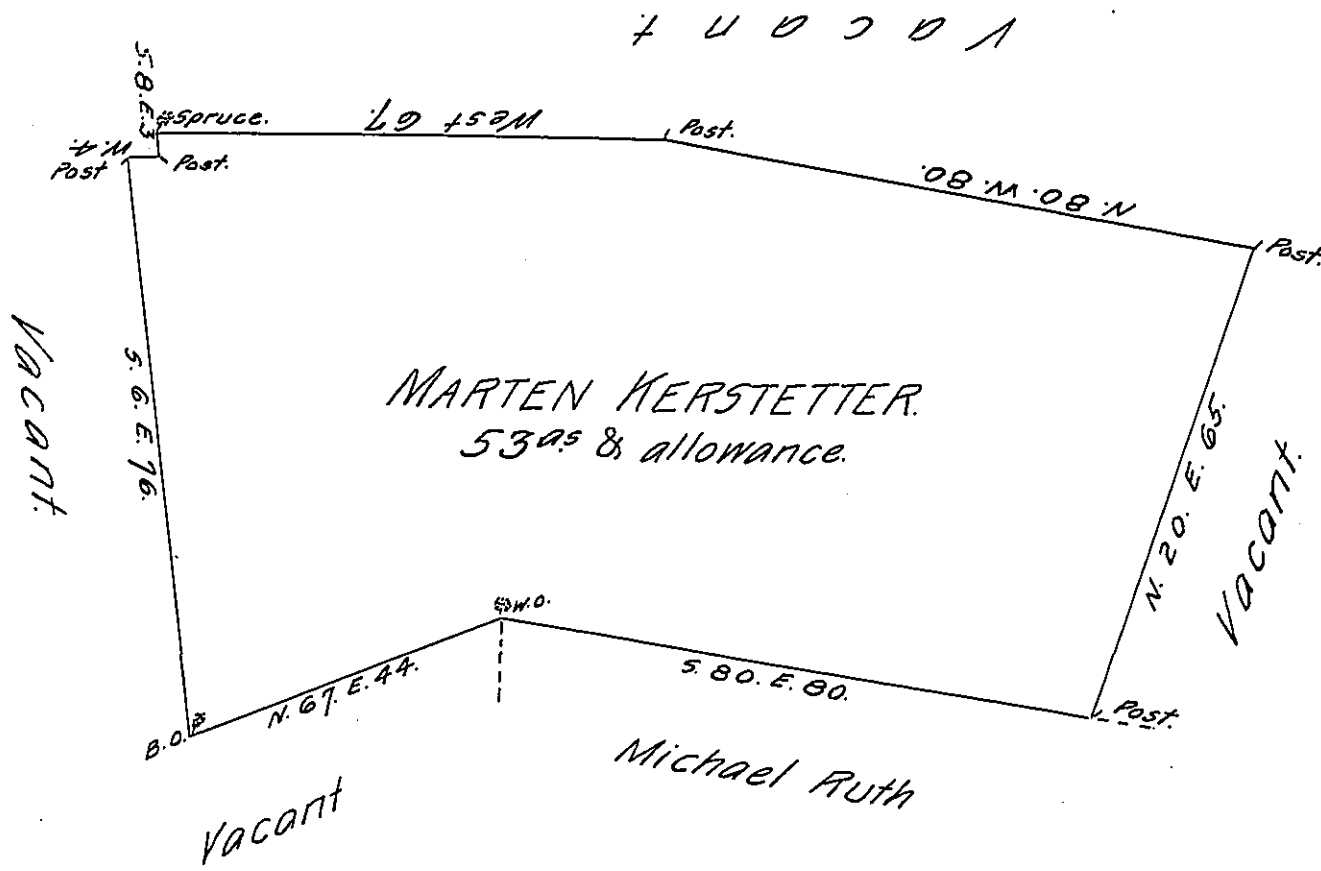 Vacant
S. 8. E. 3
Spruce.
West 67.
Post.
W. 4.
Post
Post.
N. 80. W. 80.
Post.
Vacant.
S. 6. E. 76.
MARTEN KERSTETTER.
53as & allowance.
N. 20. E. 65.
Vacant.
W.O.
S. 80. E. 80.
N. 67. E. 44.
Post.
B.O.
Michael Ruth
Vacant